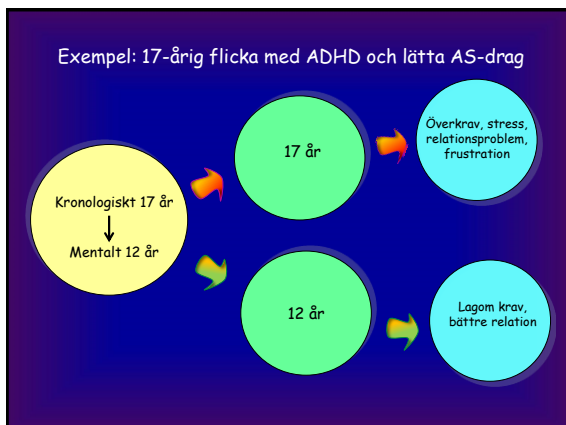 Exempel: 17-årig flicka med ADHD och lätta AS-drag
Kronologiskt 17 år
Mentalt 12 år
17 år
Överkrav, stress,
relationsproblem,
frustration
12 år
Lagom krav,
bättre relation